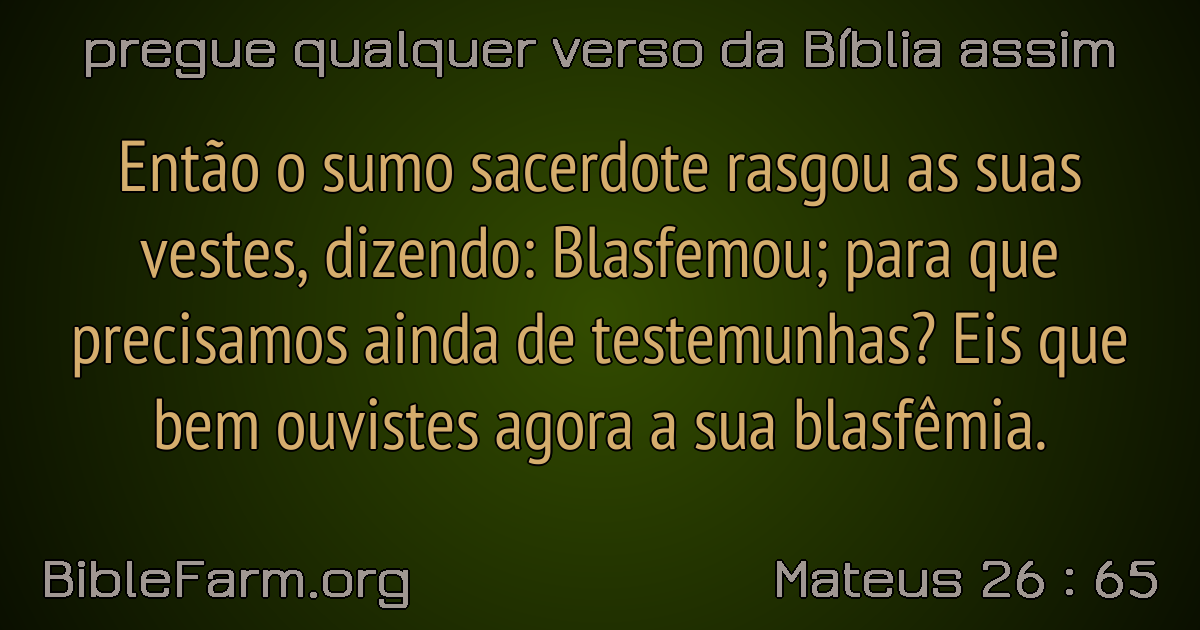 pregue qualquer verso da Bíblia assim
Então o sumo sacerdote rasgou as suas
vestes, dizendo: Blasfemou; para que
precisamos ainda de testemunhas? Eis que
bem ouvistes agora a sua blasfêmia.
BibleFarm.org
Mateus 26 : 65